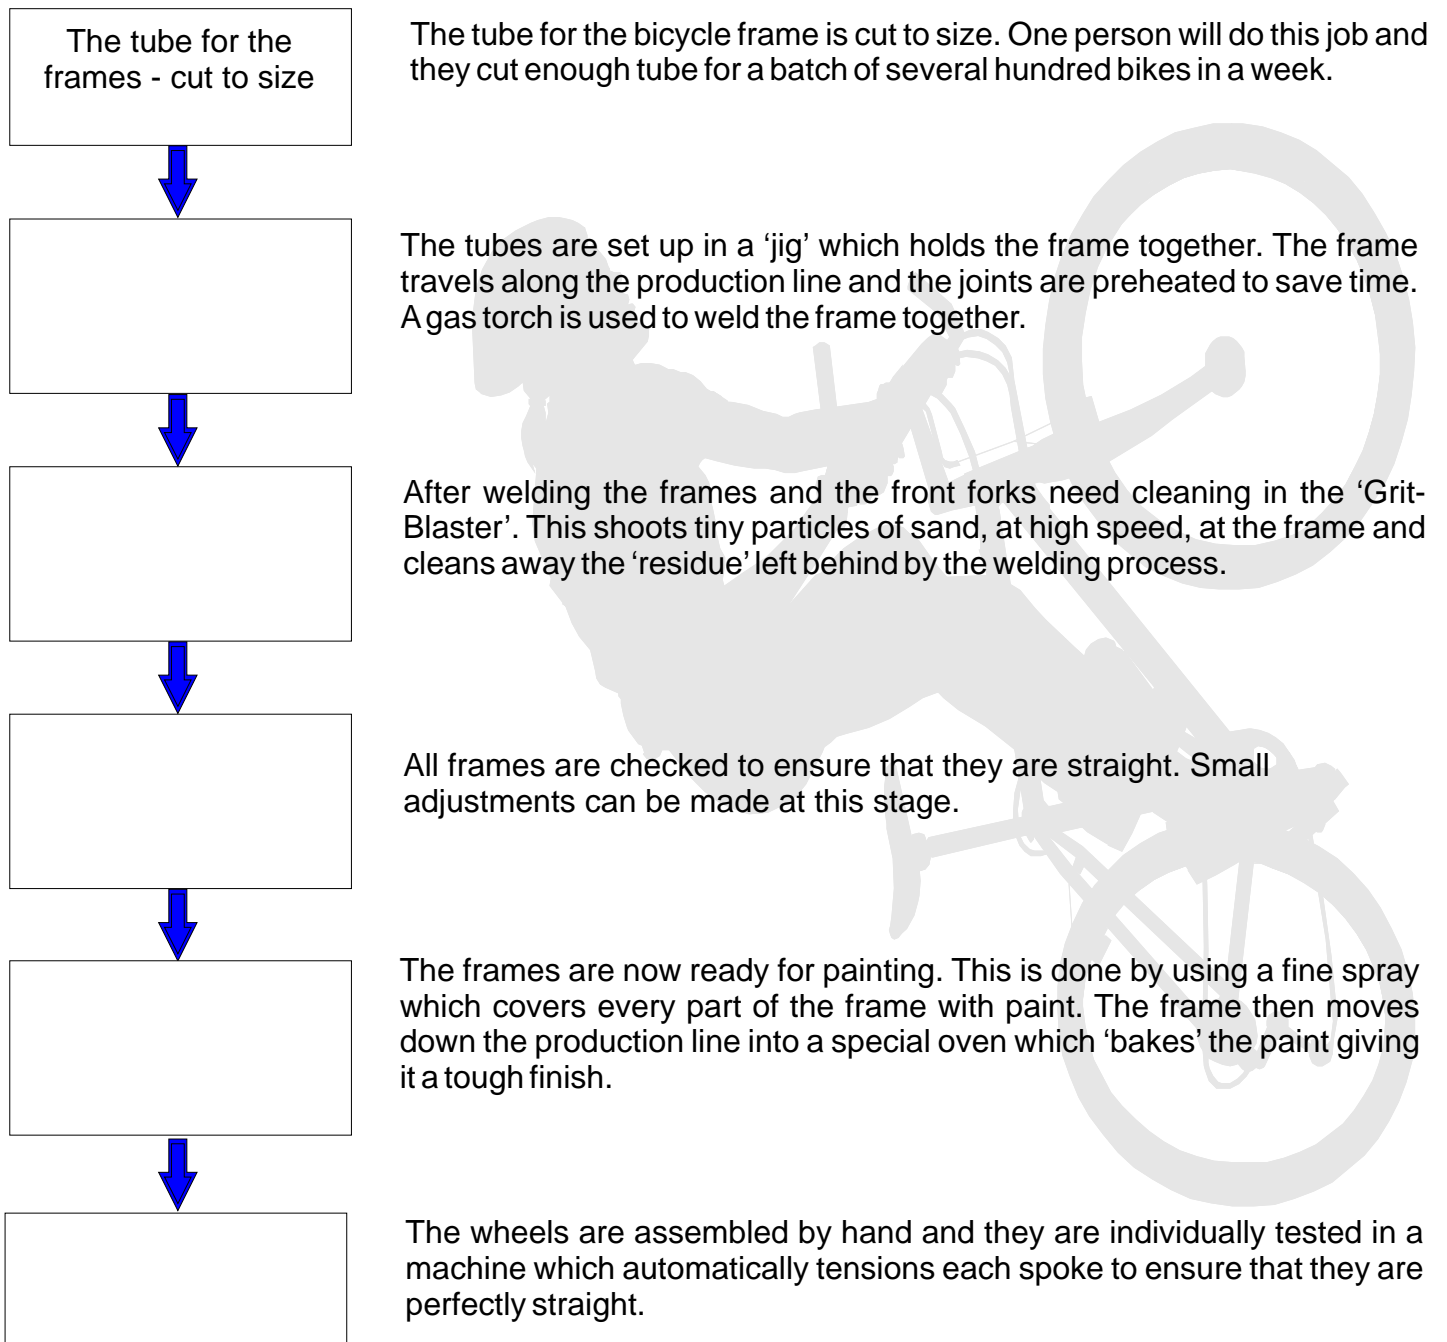 The tube for the
frames - cut to size
The tube for the bicycle frame is cut to size. One person will do this job and
they cut enough tube for a batch of several hundred bikes in a week.
The tubes are set up in a ‘jig’ which holds the frame together. The frame
travels along the production line and the joints are preheated to save time.
A gas torch is used to weld the frame together.
After welding the frames and the front forks need cleaning in the ‘Grit-
Blaster’. This shoots tiny particles of sand, at high speed, at the frame and
cleans away the ‘residue’ left behind by the welding process.
All frames are checked to ensure that they are straight. Small
adjustments can be made at this stage.
The frames are now ready for painting. This is done by using a fine spray
which covers every part of the frame with paint. The frame then moves
down the production line into a special oven which ‘bakes’ the paint giving
it a tough finish.
The wheels are assembled by hand and they are individually tested in a
machine which automatically tensions each spoke to ensure that they are
perfectly straight.